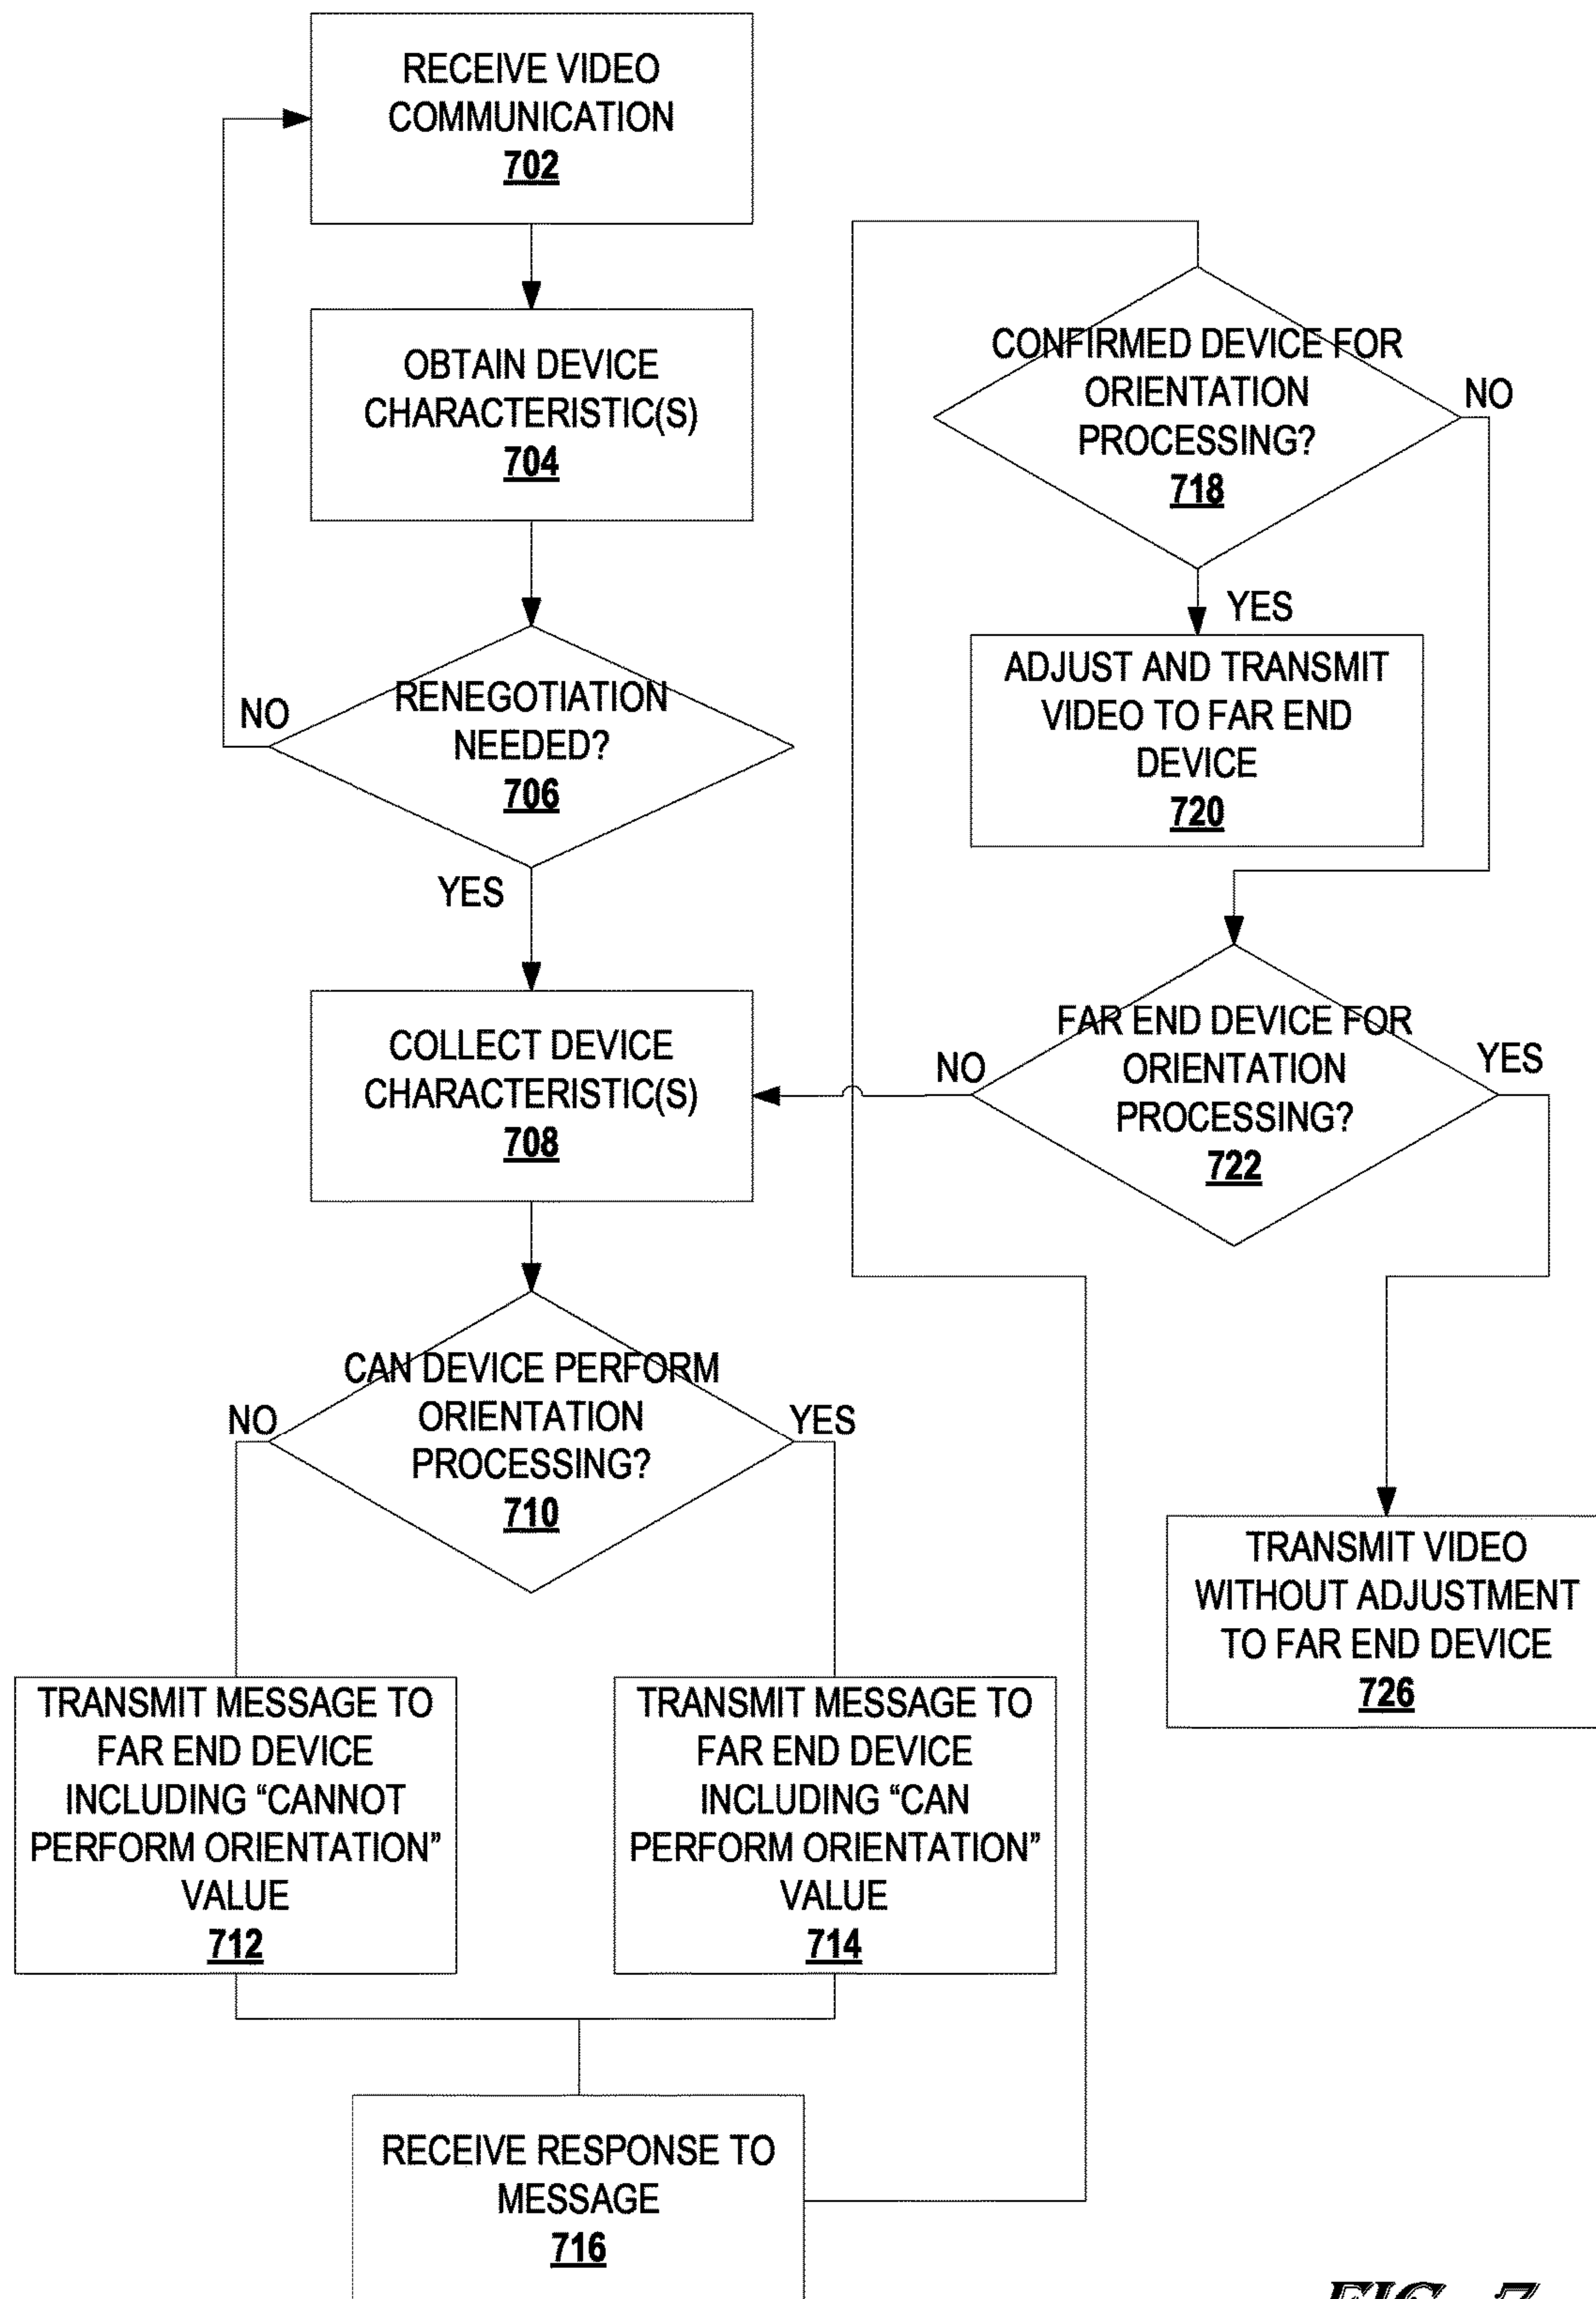 RECEIVE VIDEO
COMMUNICATION
702
OBTAIN DEVICE
CHARACTERISTIC(S)
704
RENEGOTIATION
NEEDED?
706
NO
YES
COLLECT DEVICE
CHARACTERISTIC(S)
708
CAN DEVICE PERFORM
ORIENTATION
PROCESSING?
710
NO
YES
TRANSMIT MESSAGE TO
FAR END DEVICE
INCLUDING “CANNOT
PERFORM ORIENTATION”
VALUE
712
TRANSMIT MESSAGE TO
FAR END DEVICE
INCLUDING “CAN
PERFORM ORIENTATION”
VALUE
714
RECEIVE RESPONSE TO
MESSAGE
716
CONFIRMED DEVICE FOR
ORIENTATION
PROCESSING?
718
NO
YES
ADJUST AND TRANSMIT
VIDEO TO FAR END
DEVICE
720
FAR END DEVICE FOR
ORIENTATION
PROCESSING?
722
NO
YES
TRANSMIT VIDEO
WITHOUT ADJUSTMENT
TO FAR END DEVICE
726
FIG. 7